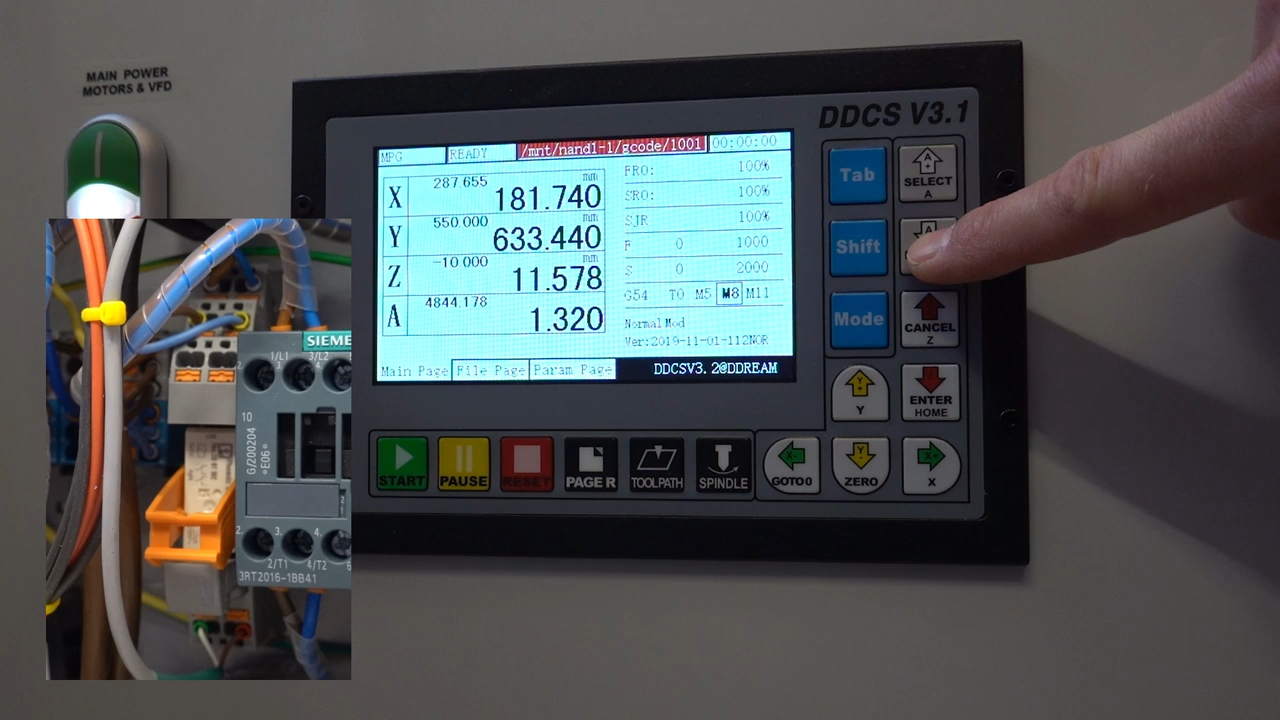 MAIN POWER
MOTORS & VFD
DDCS V3.1
MPG READY /mnt/nand1-1/gcode/1001 00:00:00
X 287.655 mm 181.740
Y 550.000 mm 633.440
Z -10.000 mm 11.578
A 4844.178 1.320
FRO: 100%
SRO: 100%
SJR 100%
F 0 1000
S 0 2000
G54 T0 M5 M8 M11
Normal Mod
Ver:2019-11-01-112NOR
Main Page File Page Param Page DDCSV3.2@DDREAM
Tab
A+
SELECT
A
Shift
A
Mode
CANCEL
Z
Y+
Y
ENTER
HOME
START
PAUSE
RESET
PAGE R
TOOLPATH
SPINDLE
X-
GOTO0
Y-
ZERO
X+
X
SIEME
1/L1 3/L2
10
G/200204
*E06*
2/T1 4/T2
3RT2016-1BB41